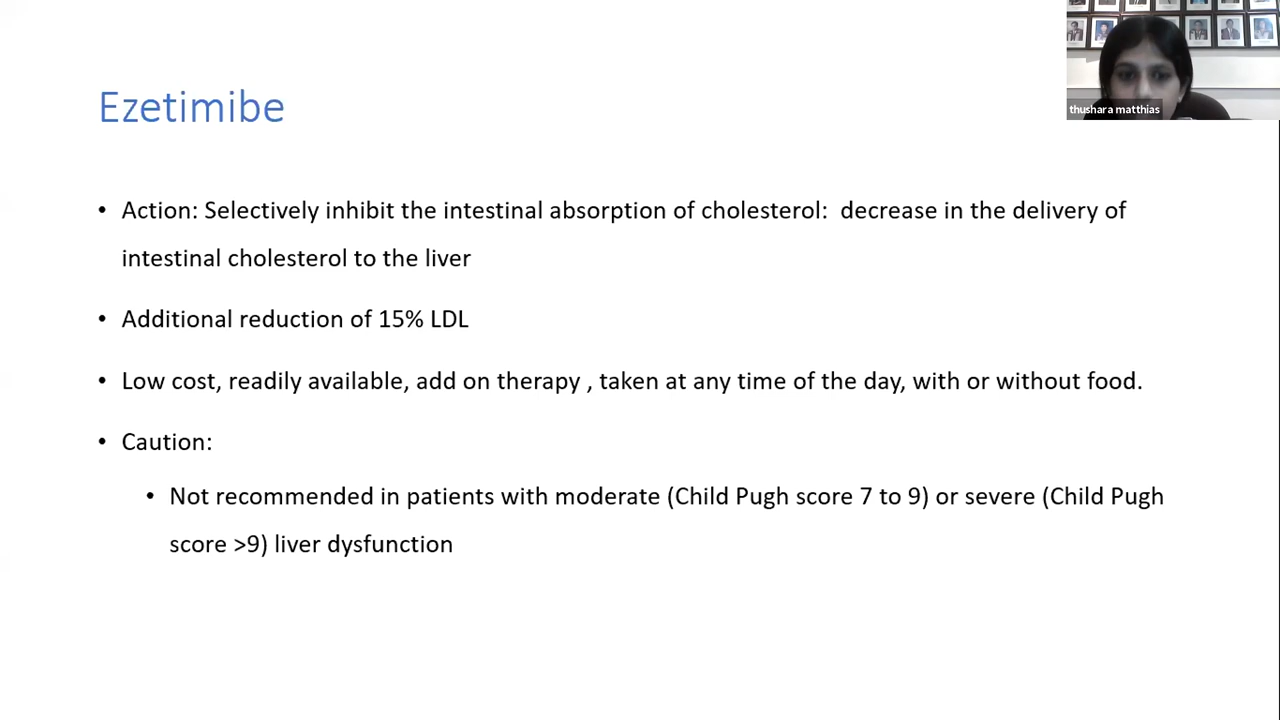 thushara matthias
Ezetimibe
• Action: Selectively inhibit the intestinal absorption of cholesterol:  decrease in the delivery of
intestinal cholesterol to the liver
• Additional reduction of 15% LDL
• Low cost, readily available, add on therapy , taken at any time of the day, with or without food.
• Caution:
• Not recommended in patients with moderate (Child Pugh score 7 to 9) or severe (Child Pugh
score >9) liver dysfunction